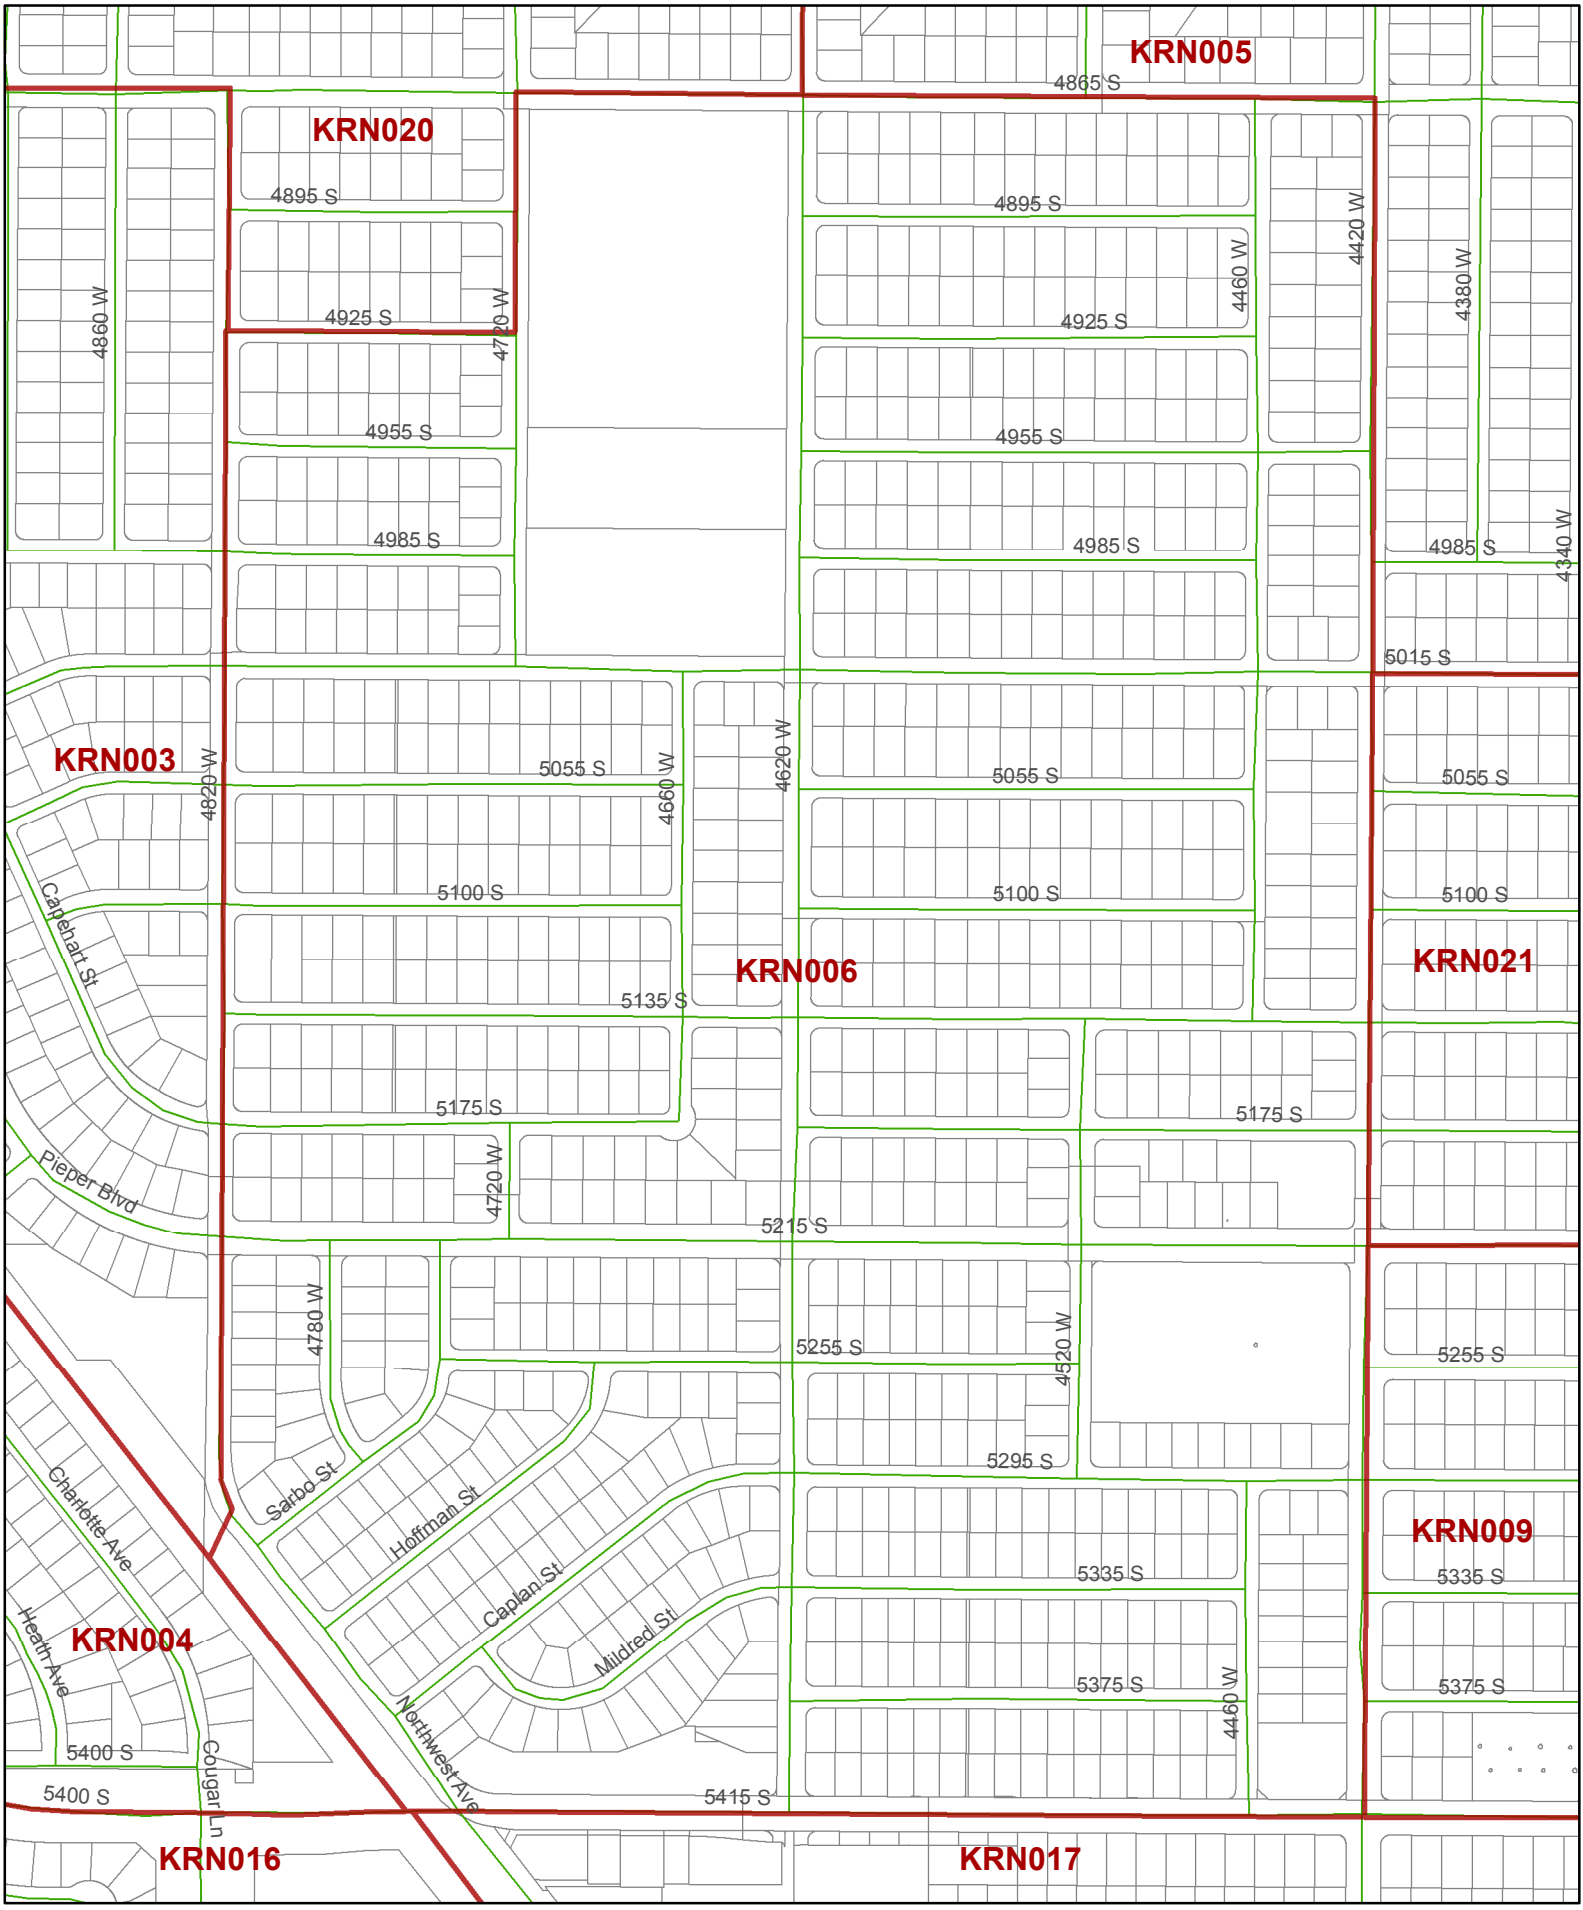 KRN005
4865 S
KRN020
4895 S
4895 S
4420 W
4460 W
4380 W
4860 W
4720 W
4925 S
4925 S
4955 S
4955 S
4985 S
4985 S
4985 S
4340 W
5015 S
KRN003
4820 W
5055 S
4660 W
4620 W
5055 S
5055 S
5100 S
5100 S
5100 S
Capehart St
KRN006
KRN021
5135 S
5175 S
5175 S
Pieper Blvd
4720 W
5215 S
4780 W
5255 S
4520 W
5255 S
5295 S
Sarbo St
Hoffman St
Charlotte Ave
KRN009
Caplan St
5335 S
5335 S
Heath Ave
KRN004
Mildred St
5375 S
4460 W
5375 S
Northwest Ave
5400 S
Cougar Ln
5400 S
5415 S
KRN016
KRN017